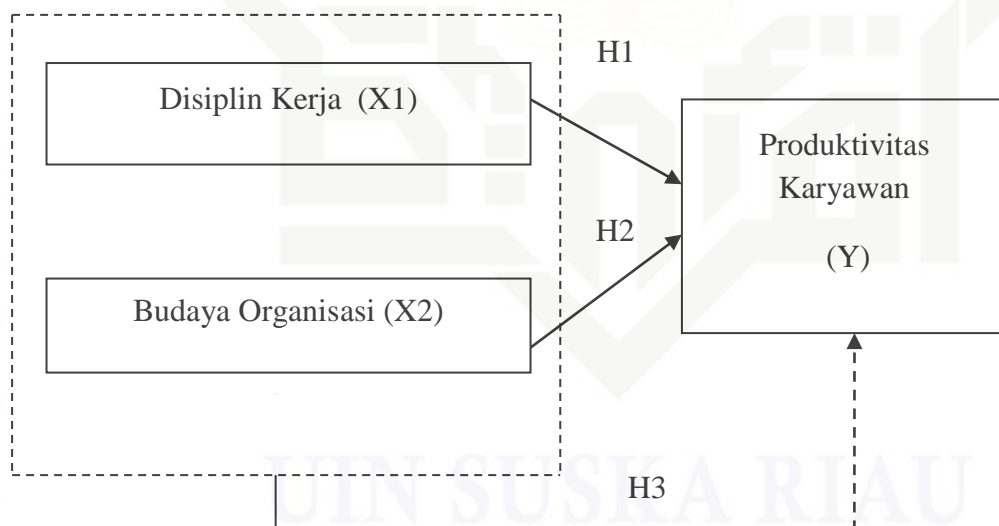 H1
Disiplin Kerja (X1)
Produktivitas
Karyawan
(Y)
H2
Budaya Organisasi (X2)
H3
UIN SUSKA RIAU